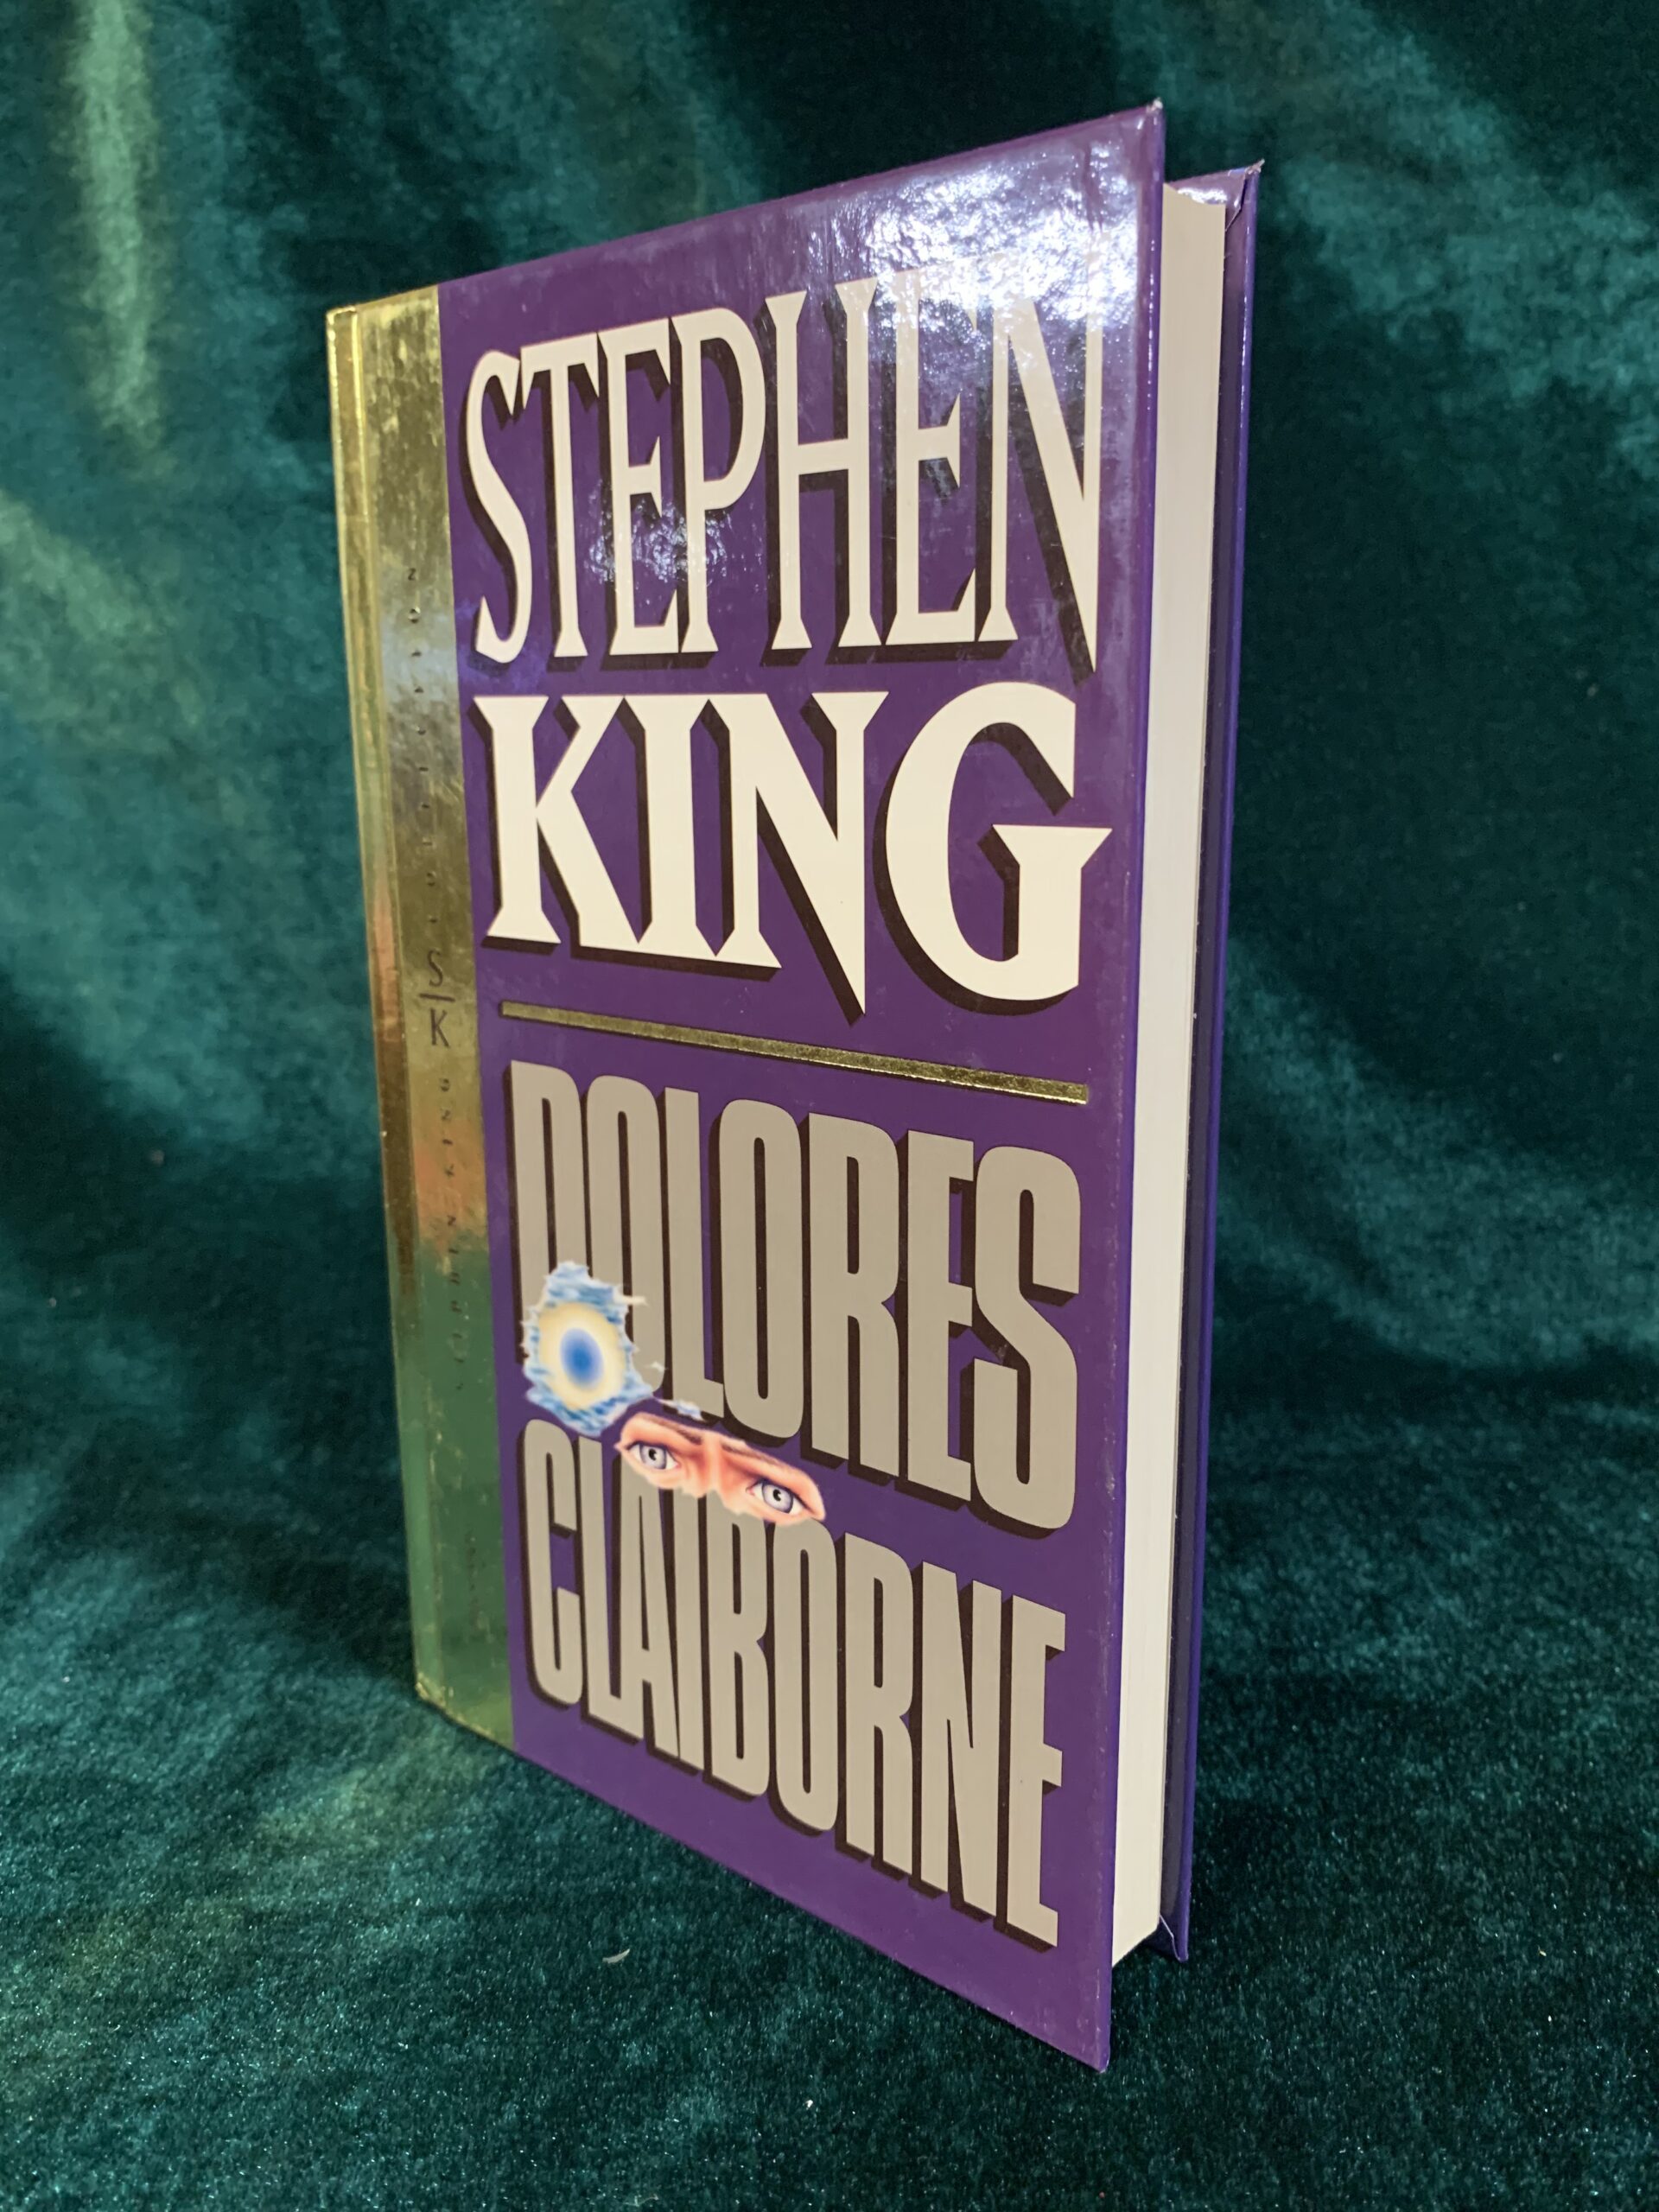 STEPHEN
KING
DOLORES
CLAIBORNE
S
K